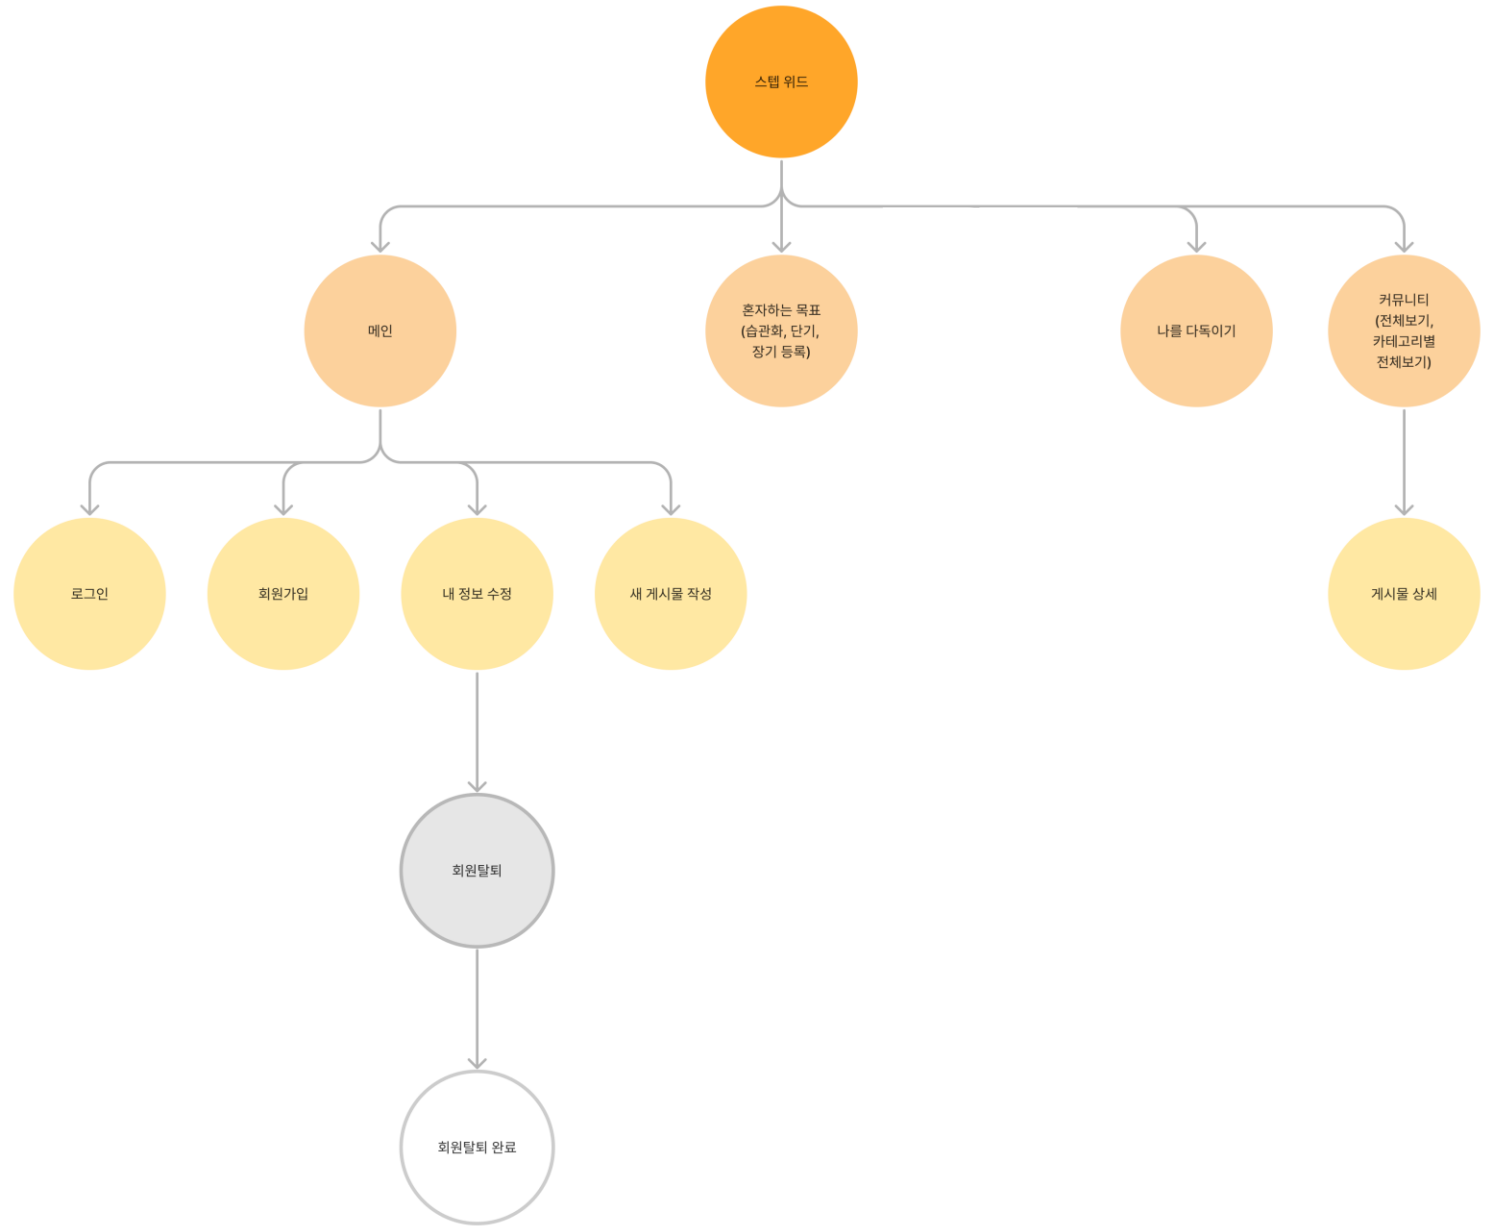 스텝 위드
메인
혼자하는 목표
(습관화, 단기,
장기 등록)
나를 다독이기
커뮤니티
(전체보기,
카테고리별
전체보기)
로그인
회원가입
내 정보 수정
새 게시물 작성
게시물 상세
회원탈퇴
회원탈퇴 완료